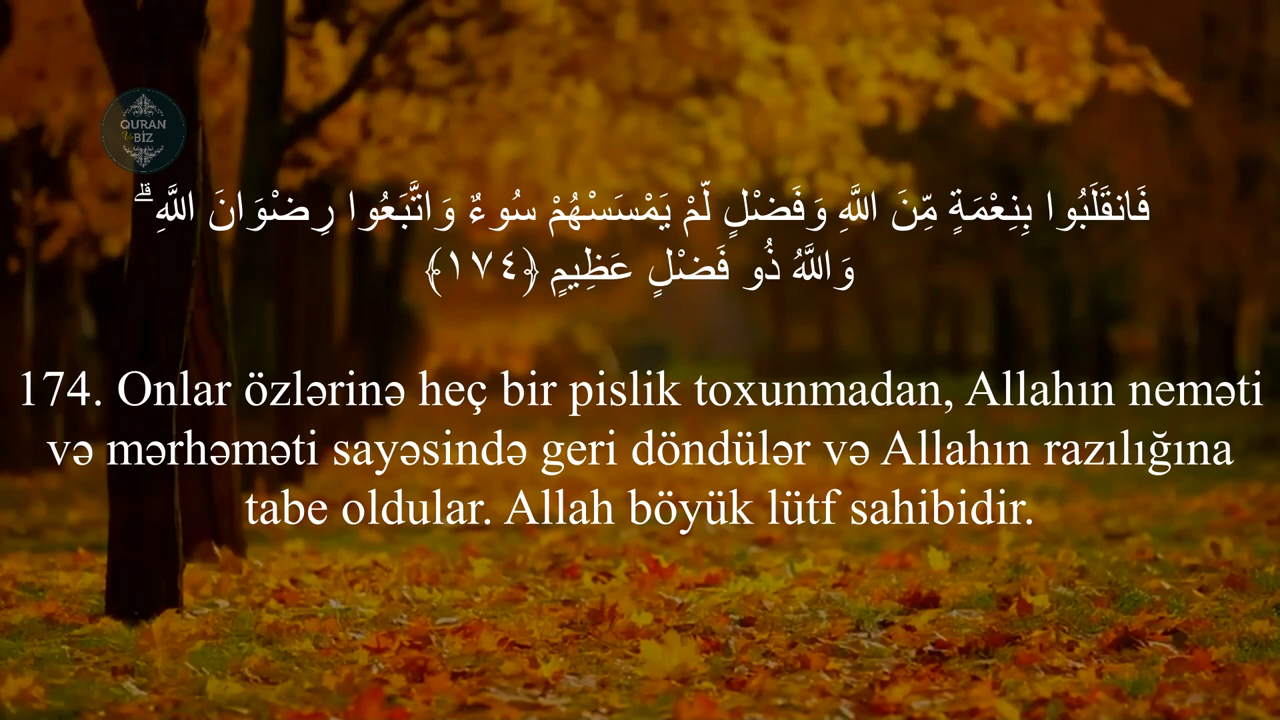 QURAN
BİZ
فَانقَلَبُوا بِنِعْمَةٍ مِّنَ اللَّهِ وَفَضْلٍ لَّمْ يَمْسَسْهُمْ سُوءٌ وَاتَّبَعُوا رِضْوَانَ اللَّهِ ۗ
وَاللَّهُ ذُو فَضْلٍ عَظِيمٍ ﴿١٧٤﴾
174. Onlar özlərinə heç bir pislik toxunmadan, Allahın neməti
və mərhəməti sayəsində geri döndülər və Allahın razılığına
tabe oldular. Allah böyük lütf sahibidir.